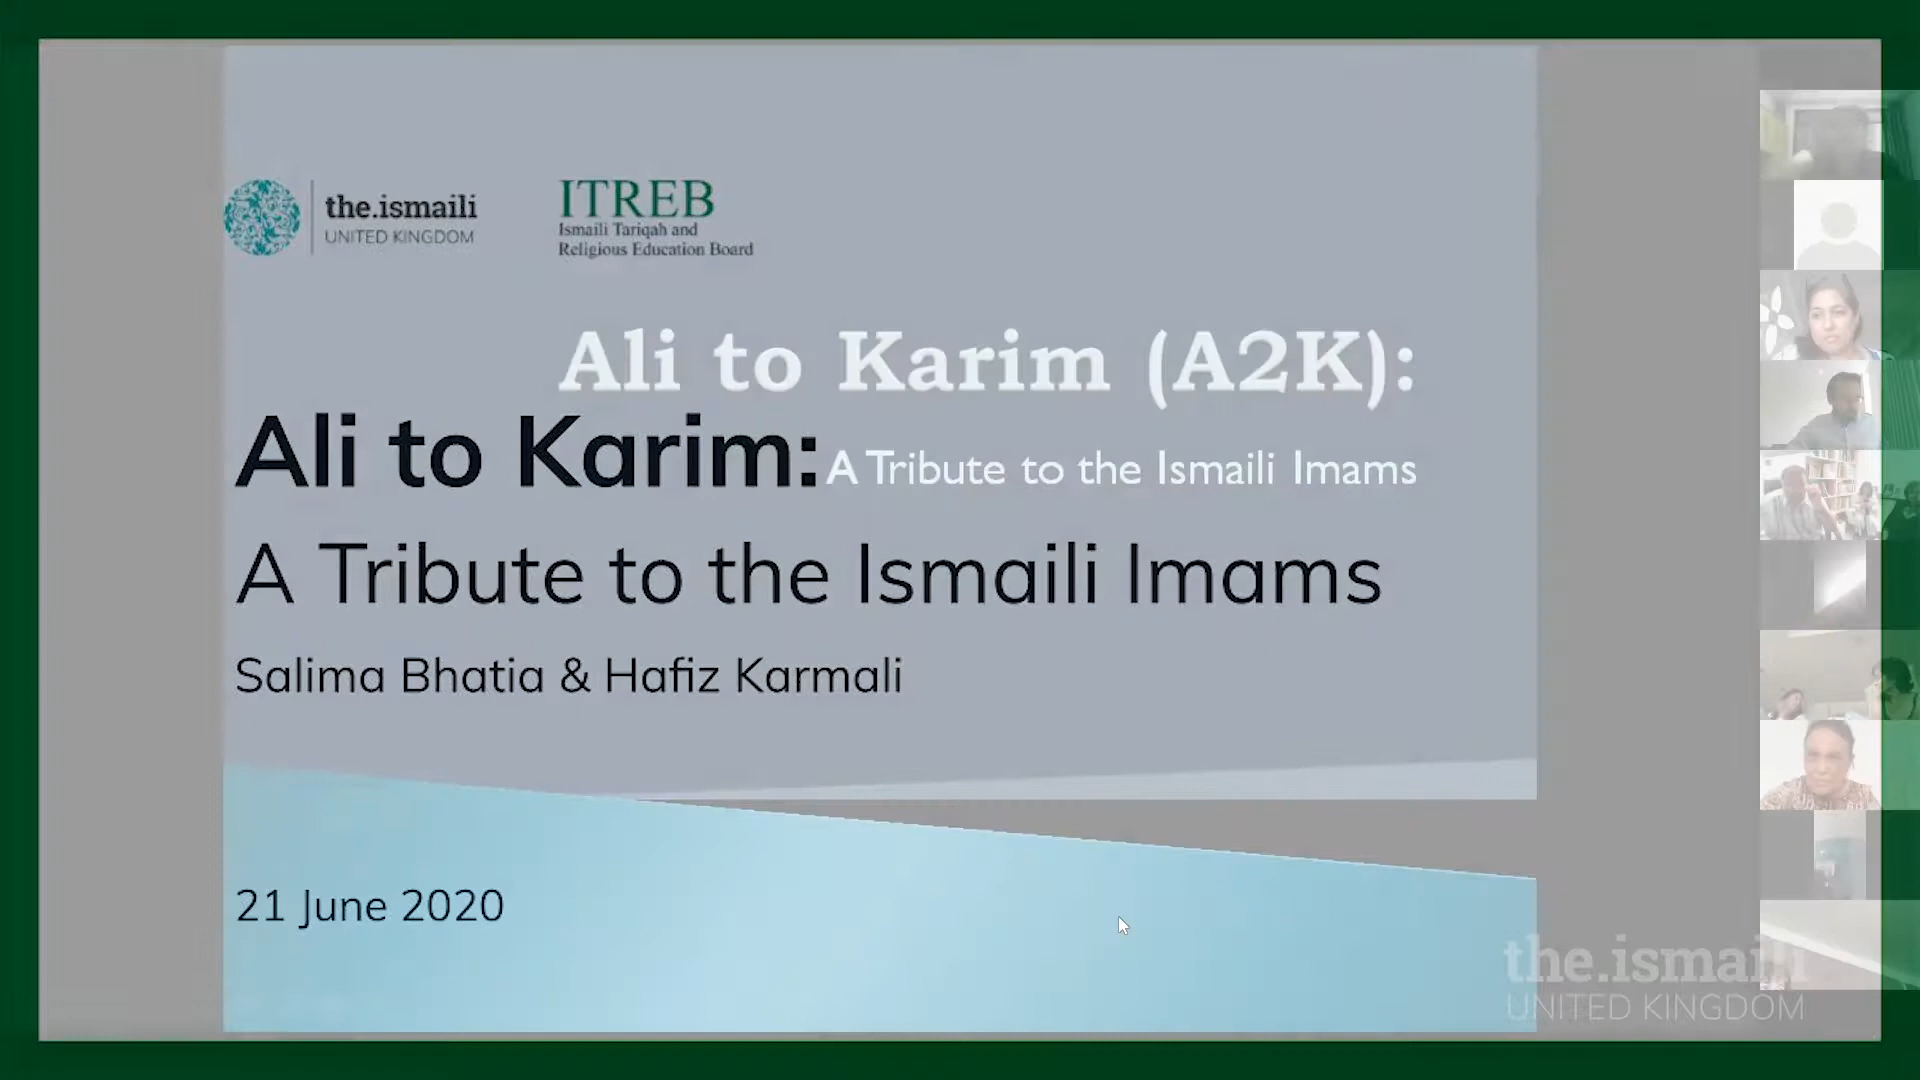 the.ismaili
UNITED KINGDOM
ITREB
Ismaili Tariqah and
Religious Education Board
Ali to Karim (A2K):
Ali to Karim:
A Tribute to the Ismaili Imams
A Tribute to the Ismaili Imams
Salima Bhatia & Hafiz Karmali
21 June 2020
the.ismaili
UNITED KINGDOM